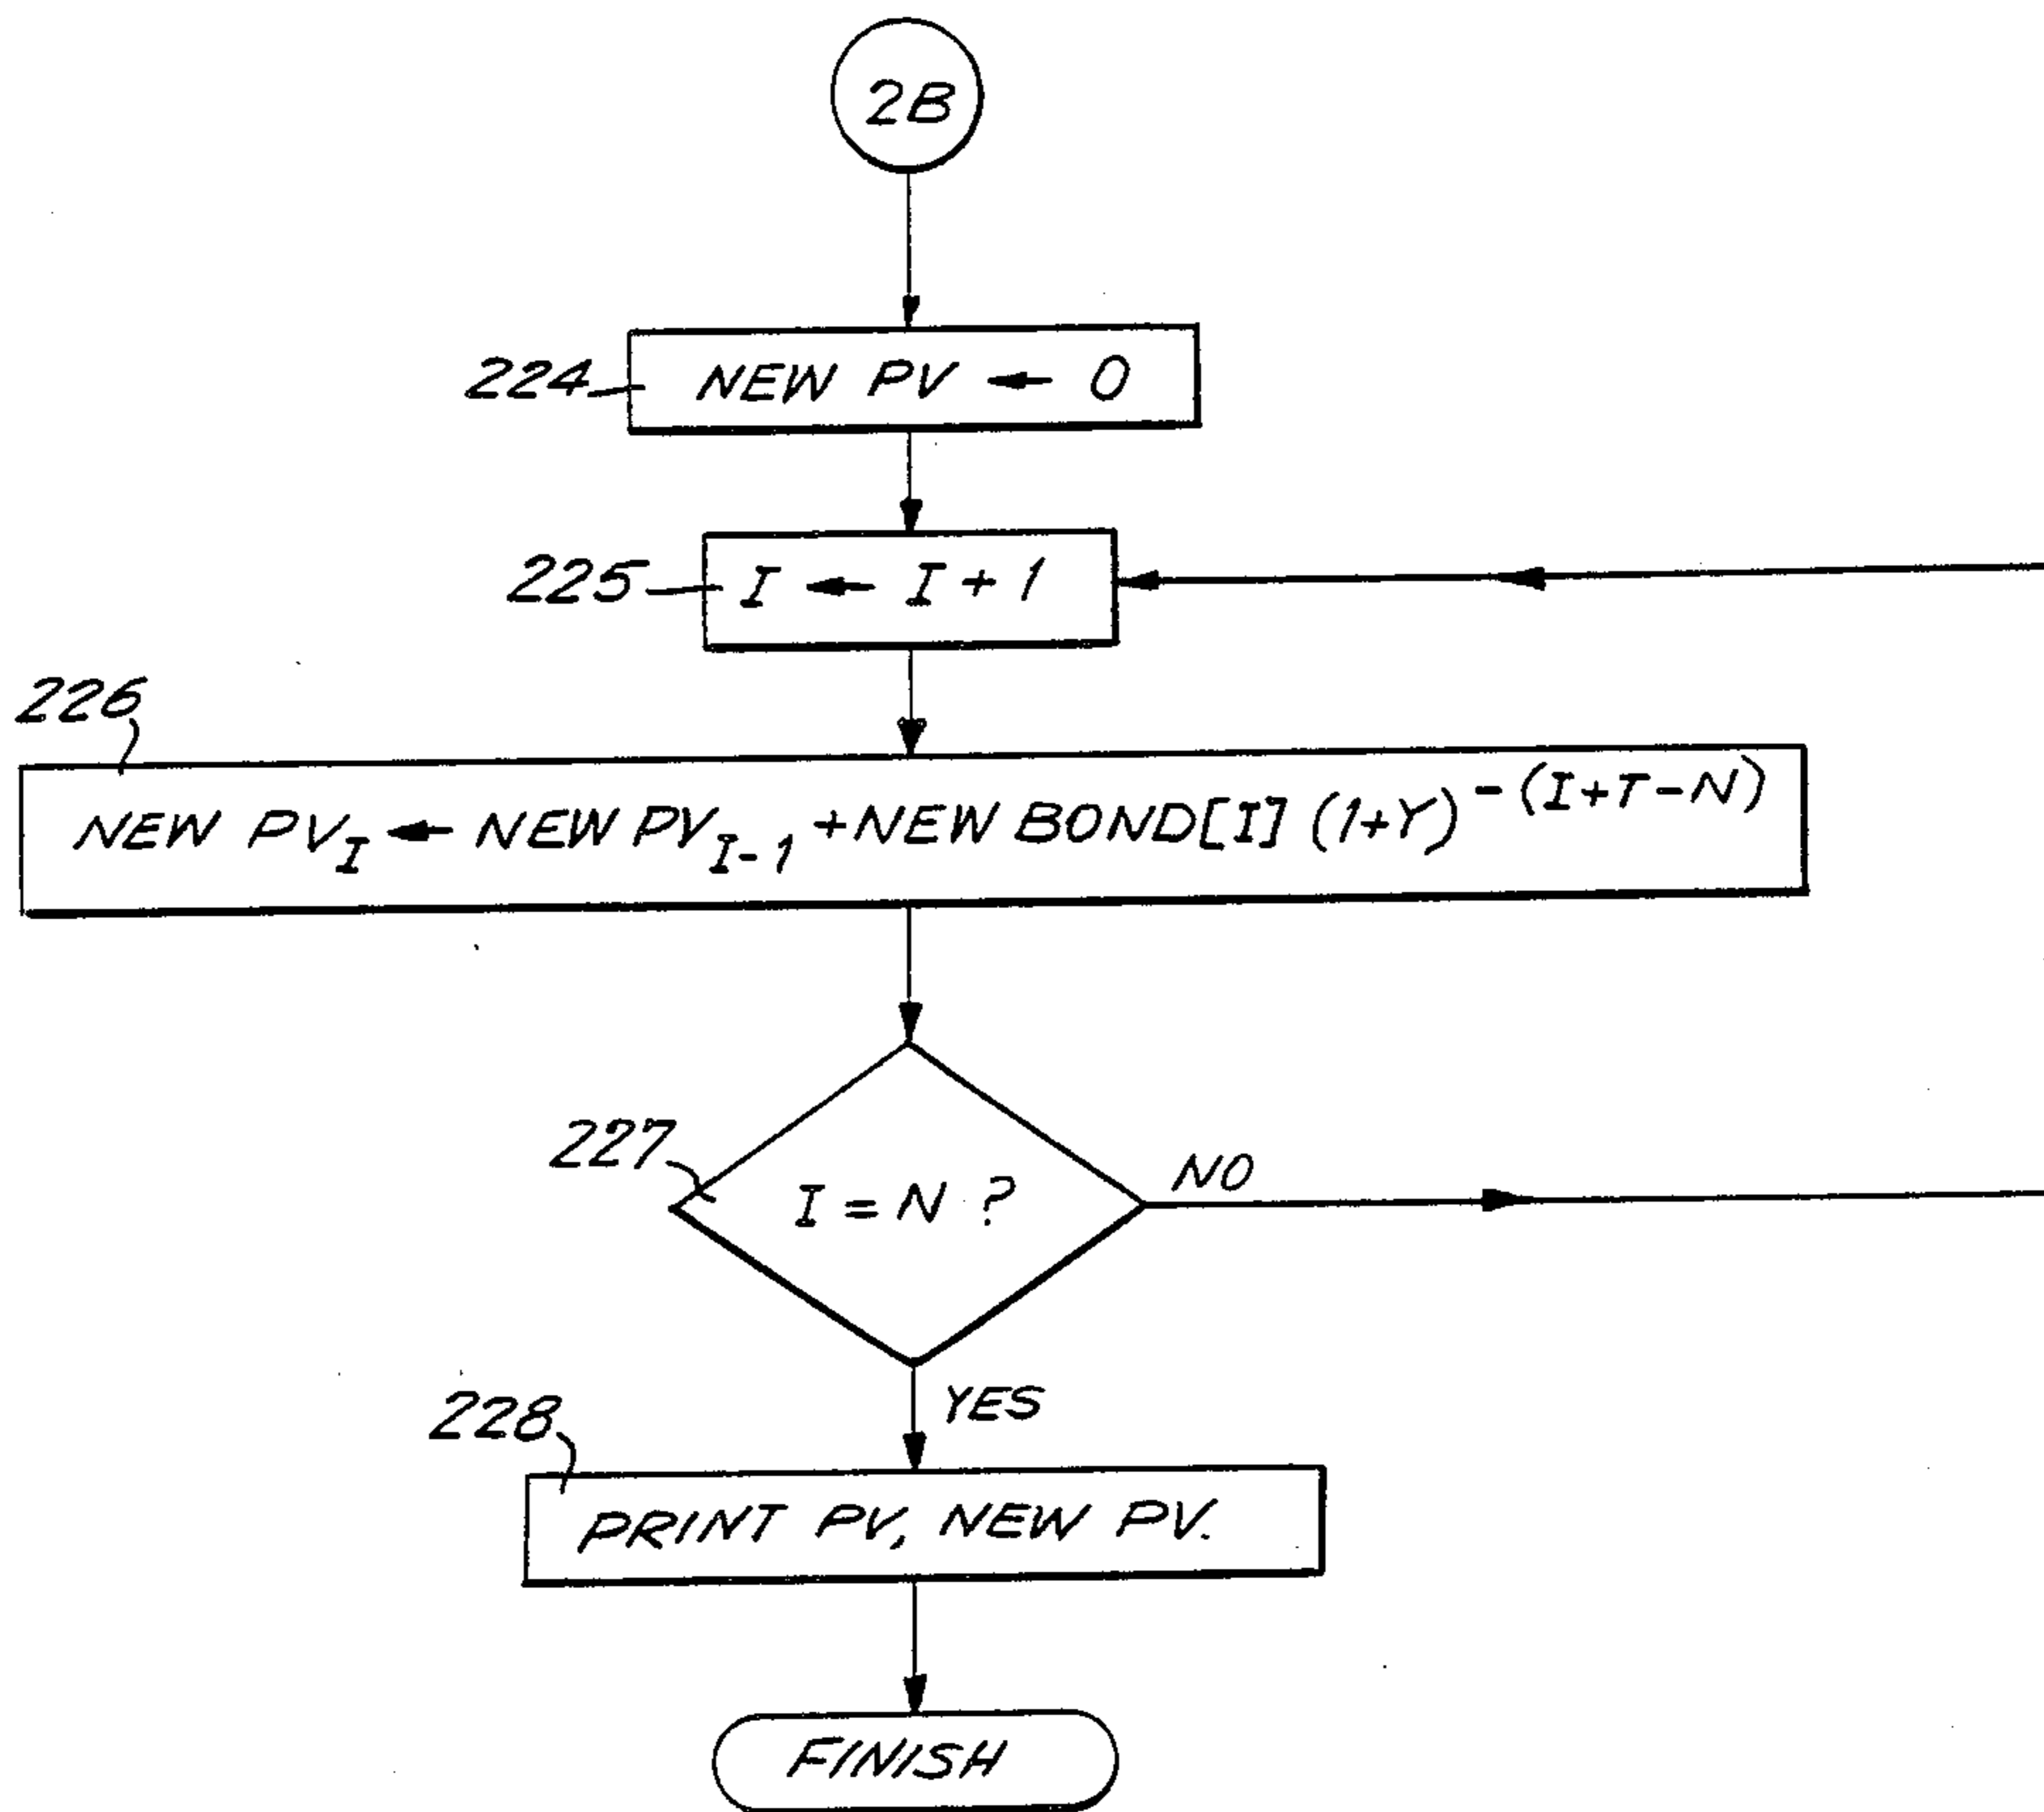 2B
224 NEW PV ← 0
225 I ← I + 1
226
NEW PV_I ← NEW PV_{I-1} + NEW BOND[I] (1+Y)^{-(I+T-N)}
227
I = N ?
NO
YES
228
PRINT PV, NEW PV.
FINISH